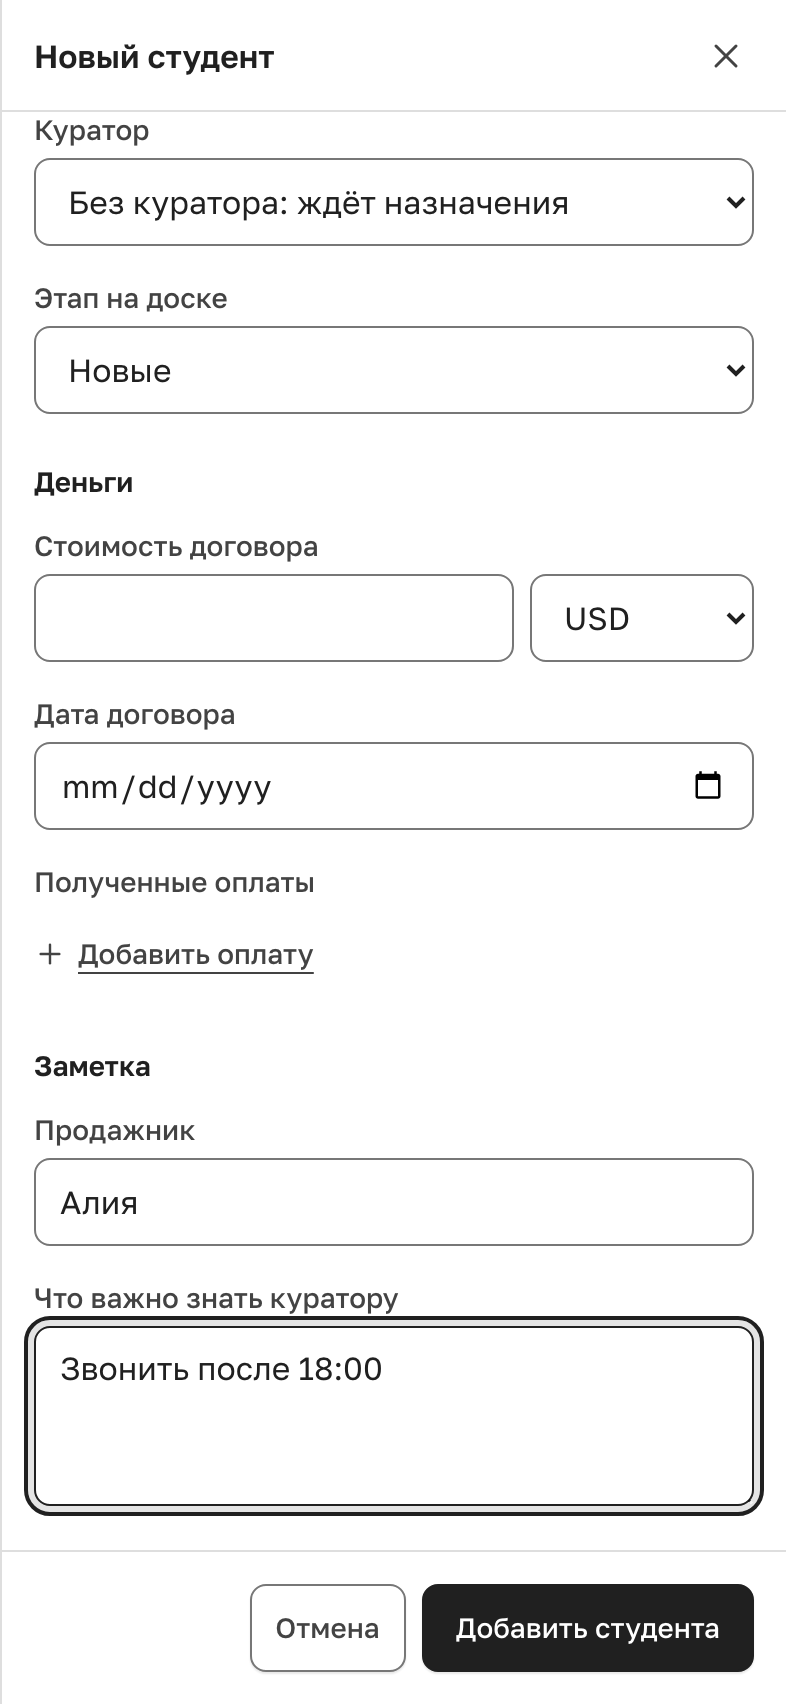 Новый студент
Куратор
Без куратора: ждёт назначения
Этап на доске
Новые
Деньги
Стоимость договора
USD
Дата договора
mm/dd/yyyy
Полученные оплаты
+ Добавить оплату
Заметка
Продажник
Алия
Что важно знать куратору
Звонить после 18:00
Отмена
Добавить студента